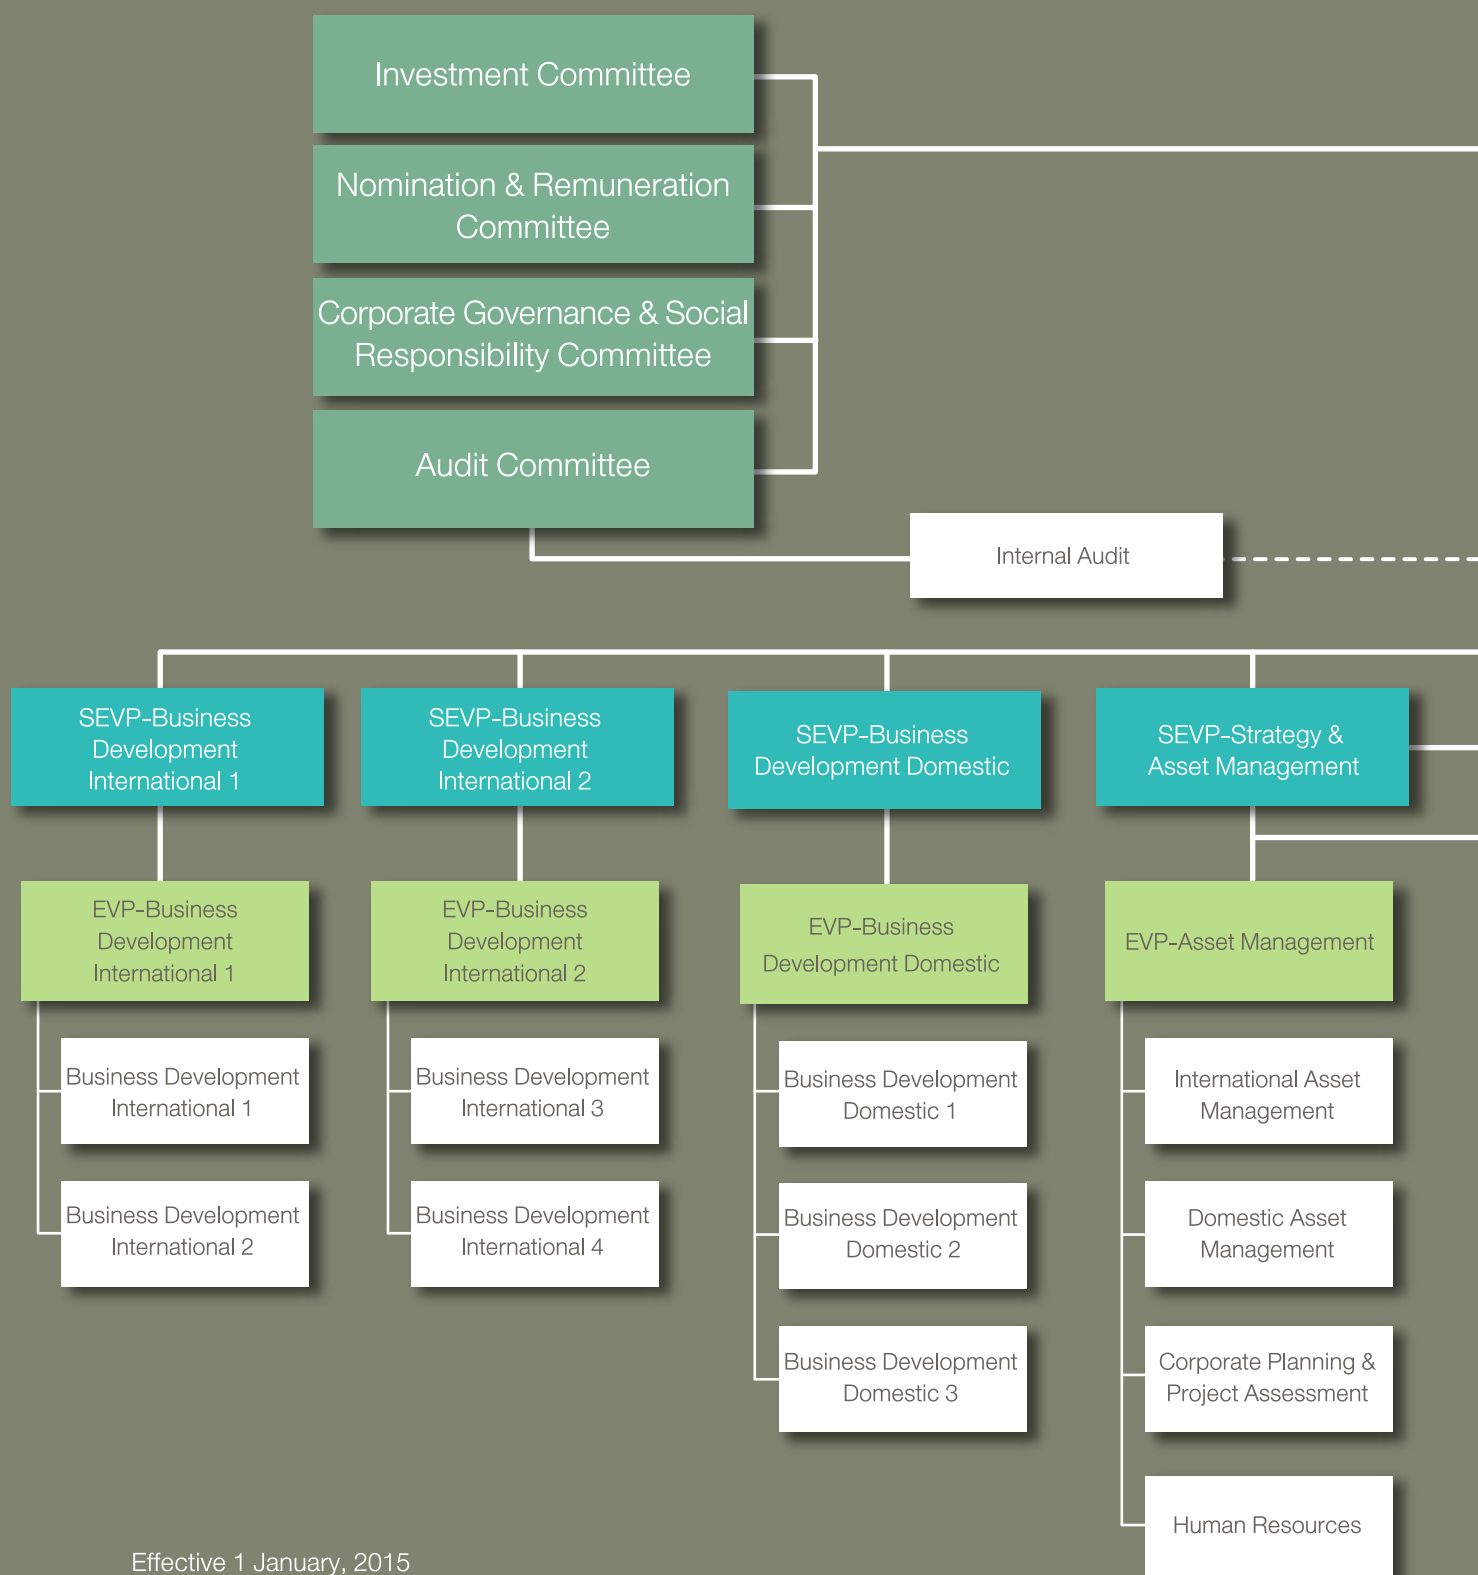 Investment Committee
Nomination & Remuneration
Committee
Corporate Governance & Social
Responsibility Committee
Audit Committee
Internal Audit
SEVP-Business
Development
International 1
SEVP-Business
Development
International 2
SEVP-Business
Development Domestic
SEVP-Strategy &
Asset Management
EVP-Business
Development
International 1
EVP-Business
Development
International 2
EVP-Business
Development Domestic
EVP-Asset Management
Business Development
International 1
Business Development
International 3
Business Development
Domestic 1
International Asset
Management
Business Development
International 2
Business Development
International 4
Business Development
Domestic 2
Domestic Asset
Management
Business Development
Domestic 3
Corporate Planning &
Project Assessment
Human Resources
Effective 1 January, 2015